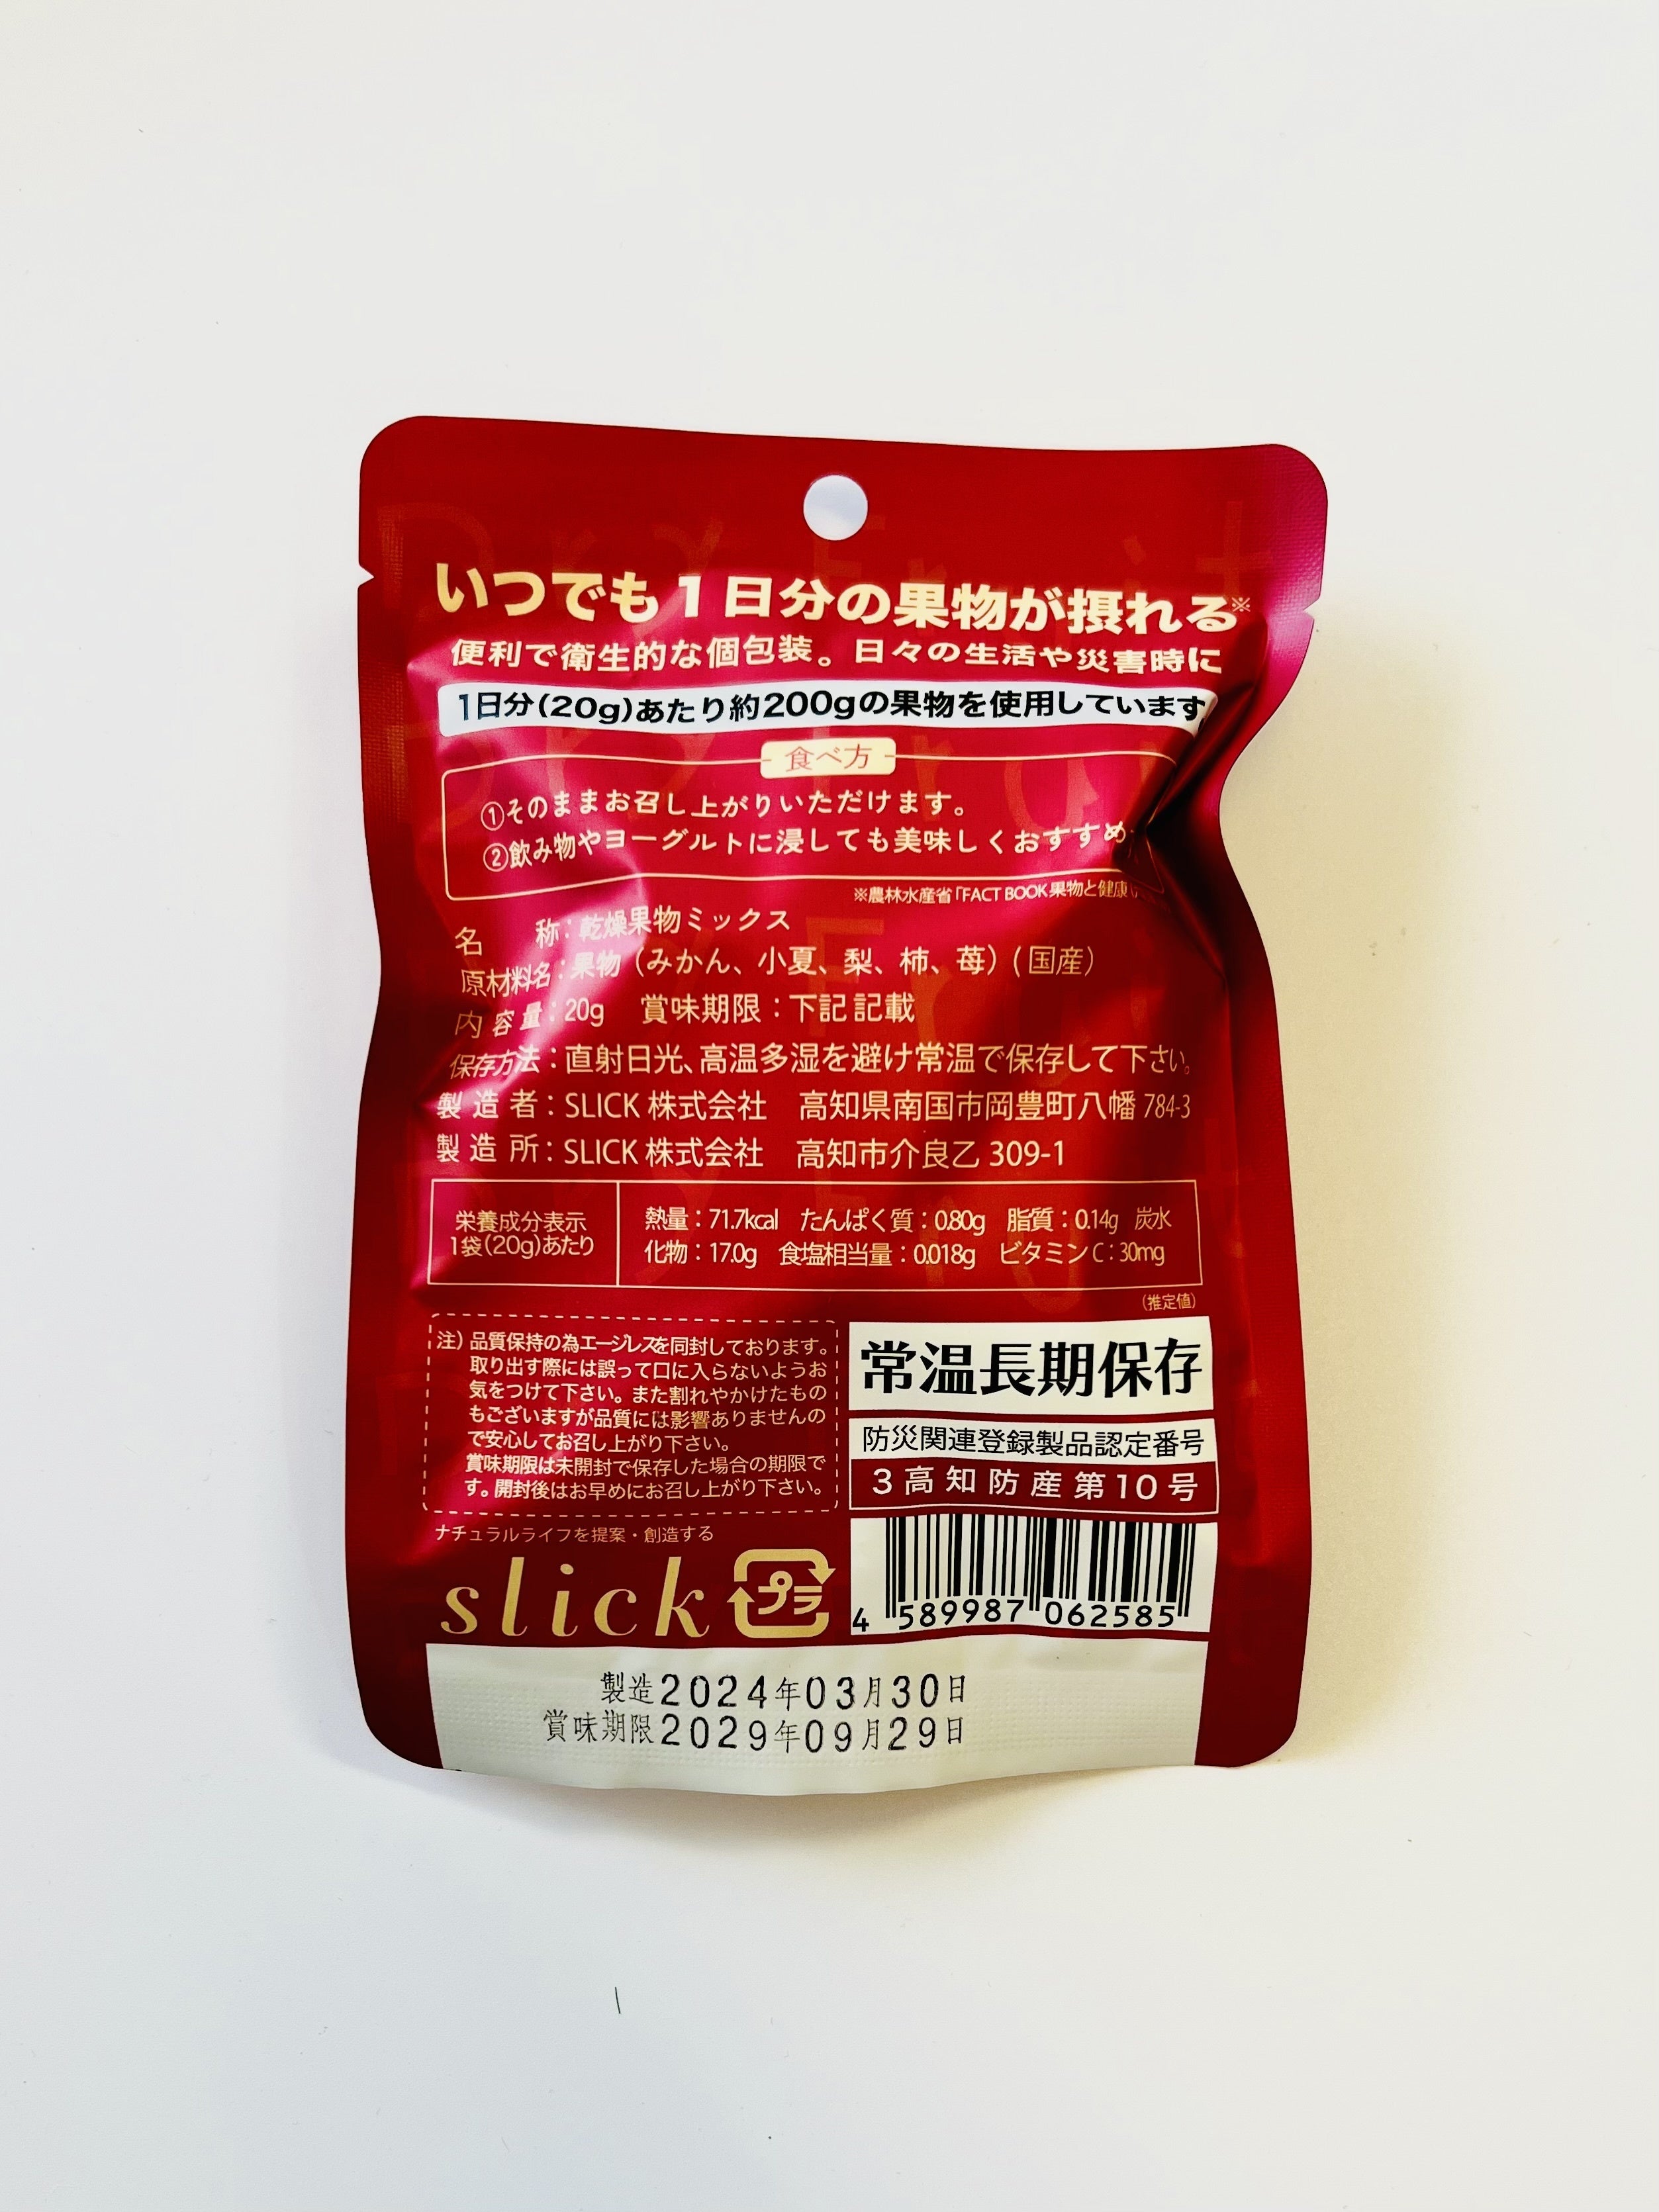 いつでも1日分の果物が摂れる※
便利で衛生的な個包装。日々の生活や災害時に
1日分(20g)あたり約200gの果物を使用しています
食べ方
①そのままお召し上がりいただけます。
②飲み物やヨーグルトに浸しても美味しくおすすめ
※農林水産省「FACT BOOK 果物と健康
名　称:乾燥果物ミックス
原材料名:果物(みかん、小夏、梨、柿、苺)(国産)
内容量:20g 賞味期限:下記記載
保存方法:直射日光、高温多湿を避け常温で保存して下さい。
製造者:SLICK 株式会社 高知県南国市岡豊町八幡 784-3
製造所:SLICK 株式会社 高知市介良乙 309-1
栄養成分表示
1袋(20g)あたり
熱量:71.7kcal たんぱく質:0.80g 脂質:0.14g 炭水
化物:17.0g 食塩相当量:0.018g ビタミンC:30mg
(推定値)
注)品質保持の為エージレスを同封しております。
取り出す際には誤って口に入らないようお
気をつけて下さい。また割れやかけたもの
もございますが品質には影響ありませんの
で安心してお召し上がり下さい。
賞味期限は未開封で保存した場合の期限で
す。開封後はお早めにお召し上がり下さい。
常温長期保存
防災関連登録製品認定番号
3高知防産第10号
ナチュラルライフを提案・創造する
slick
プラ
4 589987 062585
製造2024年03月30日
賞味期限2029年09月29日